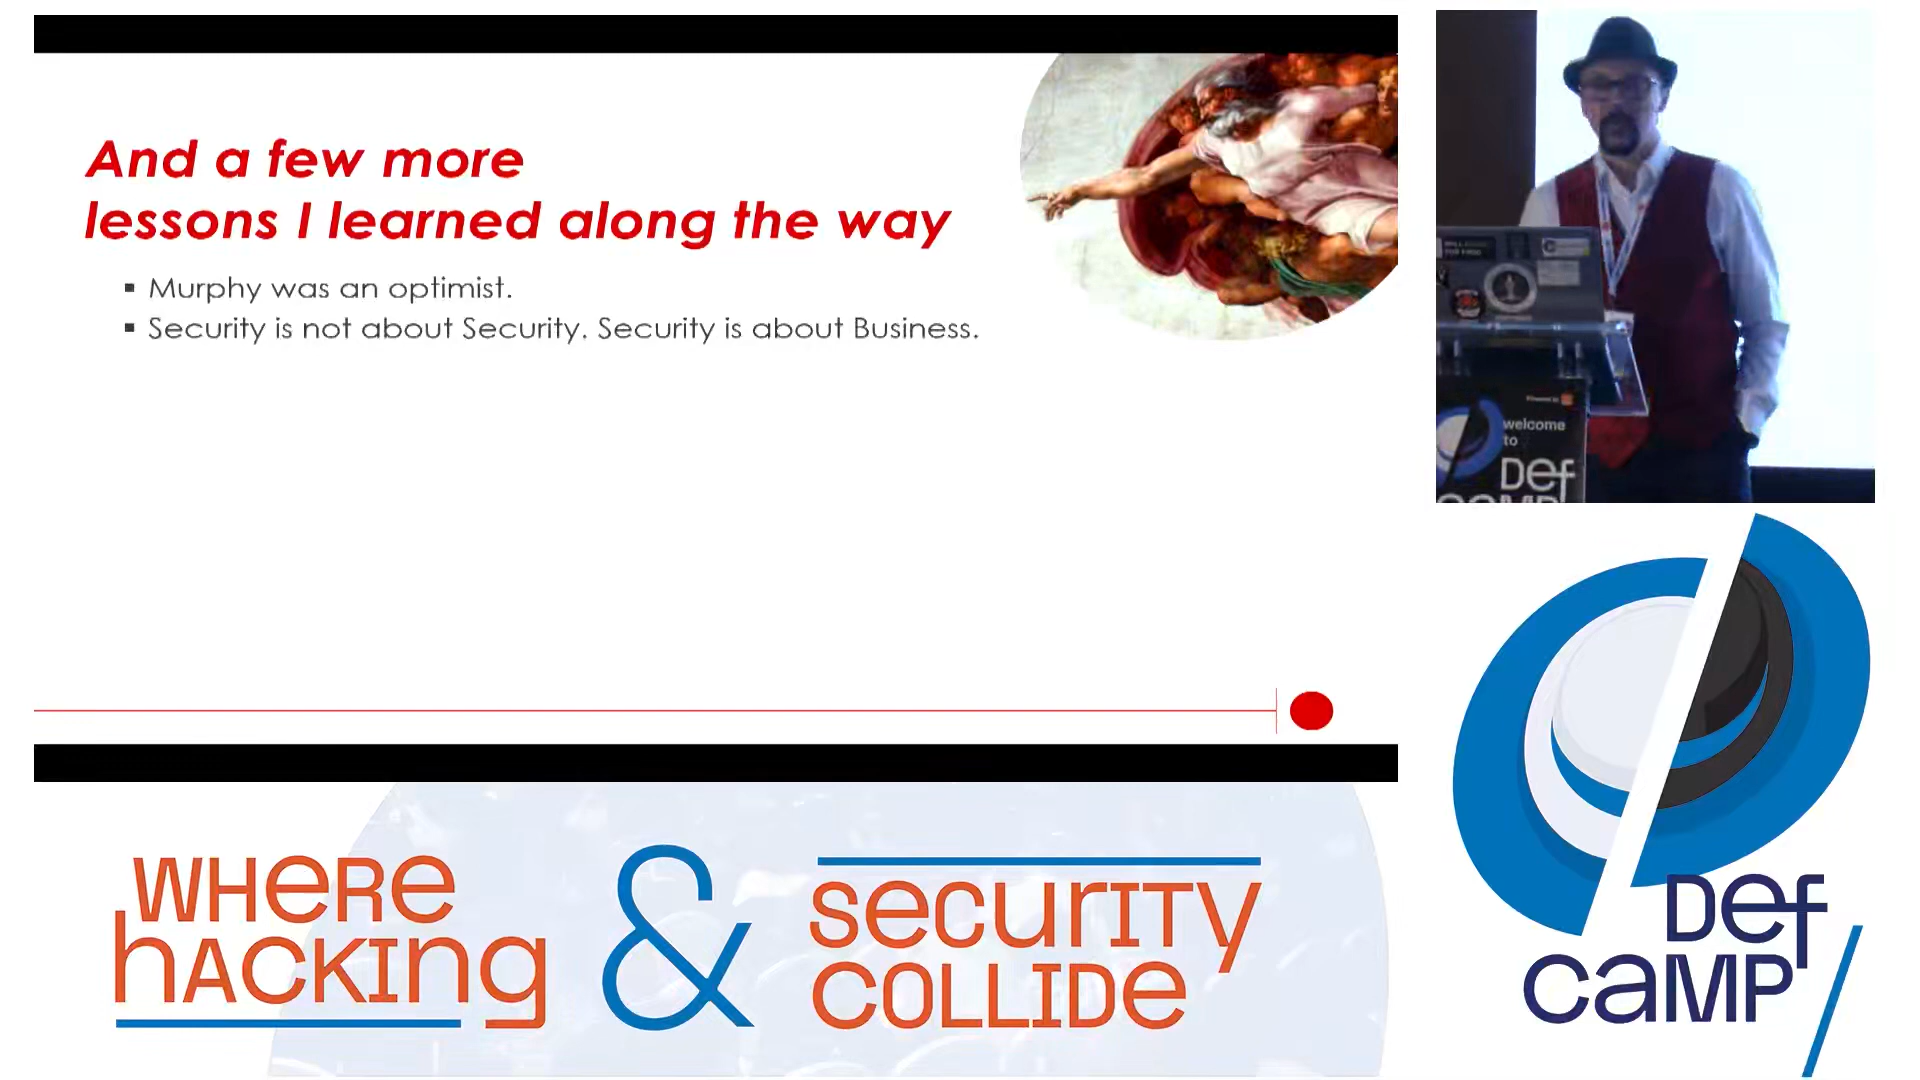 And a few more
lessons I learned along the way
Murphy was an optimist.
Security is not about Security. Security is about Business.
welcome
to
Def
camp
WHere
hACKIng
&
securITy
COLLIDe
Def
camp